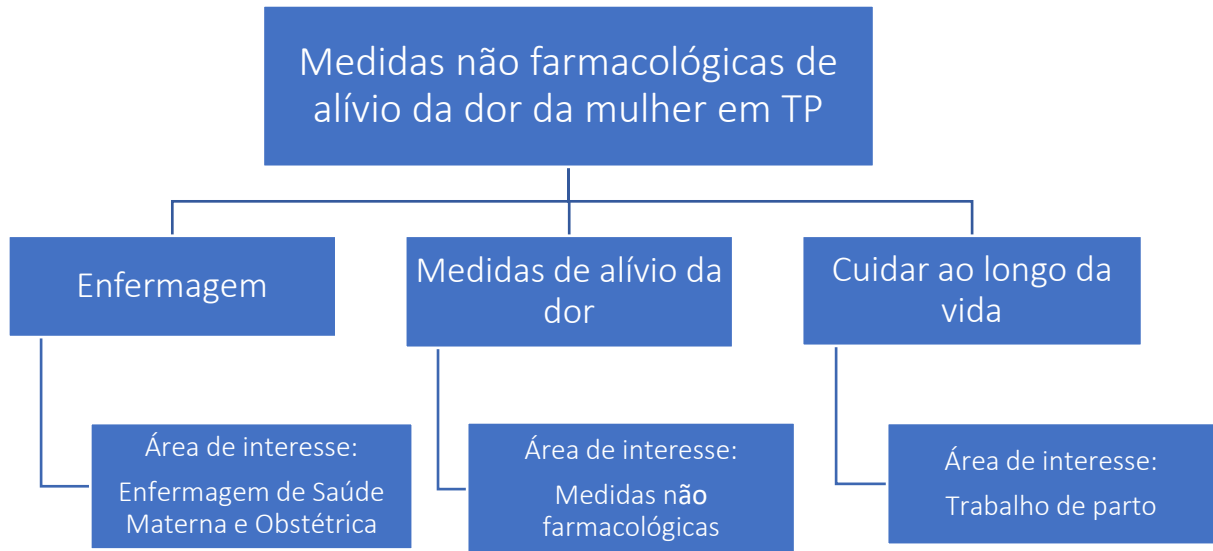 Medidas não farmacológicas de
alívio da dor da mulher em TP
Enfermagem
Medidas de alívio da
dor
Cuidar ao longo da
vida
Área de interesse:
Enfermagem de Saúde
Materna e Obstétrica
Área de interesse:
Medidas não
farmacológicas
Área de interesse:
Trabalho de parto